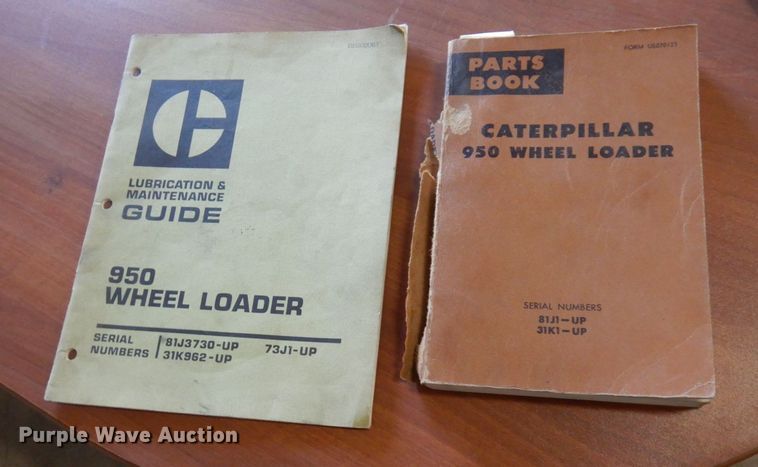 LUBRICATION &
MAINTENANCE
GUIDE
950
WHEEL LOADER
SERIAL NUMBERS
81J3730-UP 73J1-UP
31K962-UP
PARTS
BOOK
CATERPILLAR
950 WHEEL LOADER
SERIAL NUMBERS
81J1-UP
31K1-UP
Purple Wave Auction